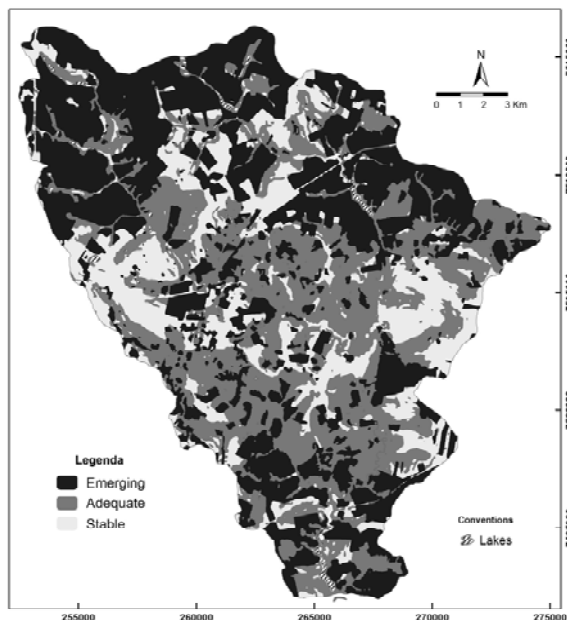 N
0 1 2 3 Km
Legenda
Emerging
Adequate
Stable
Conventions
Lakes
255000 260000 265000 270000 275000